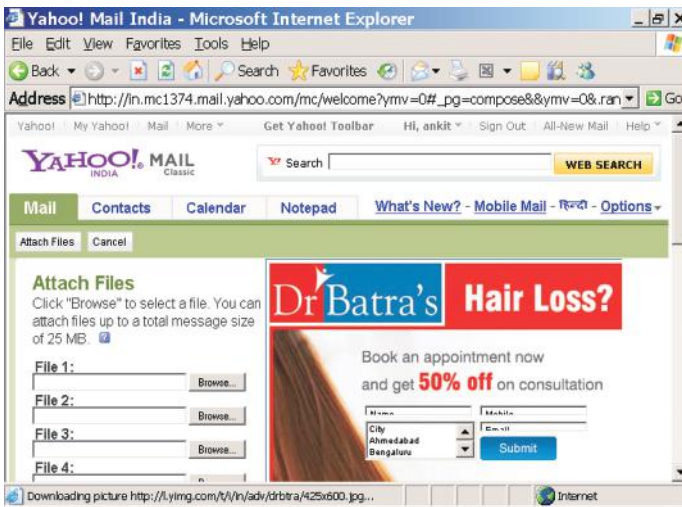 Yahoo! Mail India - Microsoft Internet Explorer
File Edit View Favorites Tools Help
Back Search Favorites
Address http://in.mc1374.mail.yahoo.com/mc/welcome?ymv=0#_pg=compose&&ymv=0&.ran Go
Yahoo! My Yahoo! Mail More Get Yahoo! Toolbar Hi, ankit Sign Out All-New Mail Help
YAHOO! MAIL
INDIA Classic
Y! Search WEB SEARCH
Mail Contacts Calendar Notepad What's New? - Mobile Mail - हिन्दी - Options
Attach Files Cancel
Attach Files
Click "Browse" to select a file. You can
attach files up to a total message size
of 25 MB. ?
File 1:
Browse...
File 2:
Browse...
File 3:
Browse...
File 4:
Dr Batra's Hair Loss?
Book an appointment now
and get 50% off on consultation
Name Mobile
City Email
Ahmedabad
Bengaluru
Submit
Downloading picture http://l.yimg.com/t/i/in/adv/drbtra/425x600.jpg... Internet